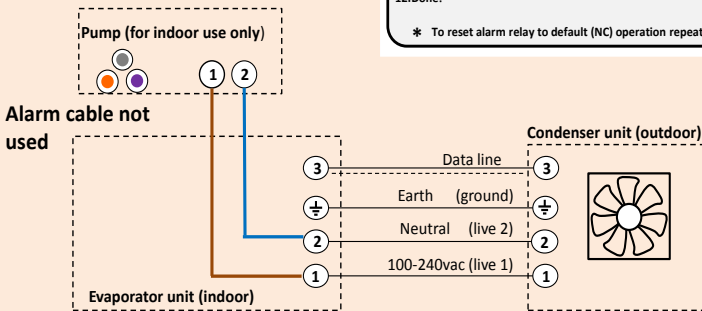 12.Done!
* To reset alarm relay to default (NC) operation repeat
Pump (for indoor use only)
1 2
Alarm cable not
used
Condenser unit (outdoor)
3 Data line 3
Earth (ground)
2 Neutral (live 2) 2
1 100-240vac (live 1) 1
Evaporator unit (indoor)